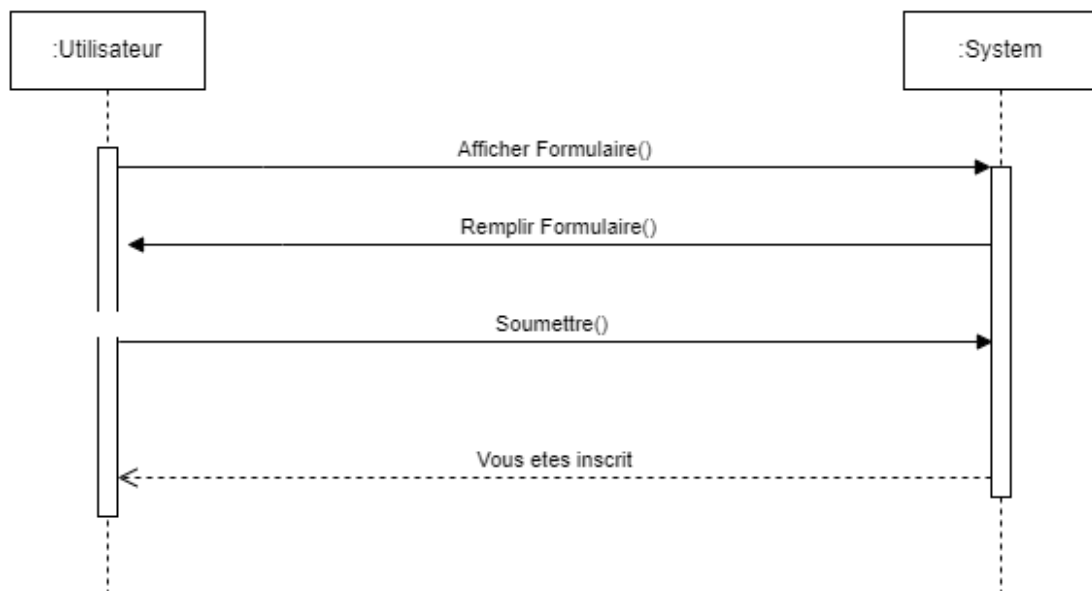 :Utilisateur
:System
Afficher Formulaire()
Remplir Formulaire()
Soumettre()
Vous etes inscrit